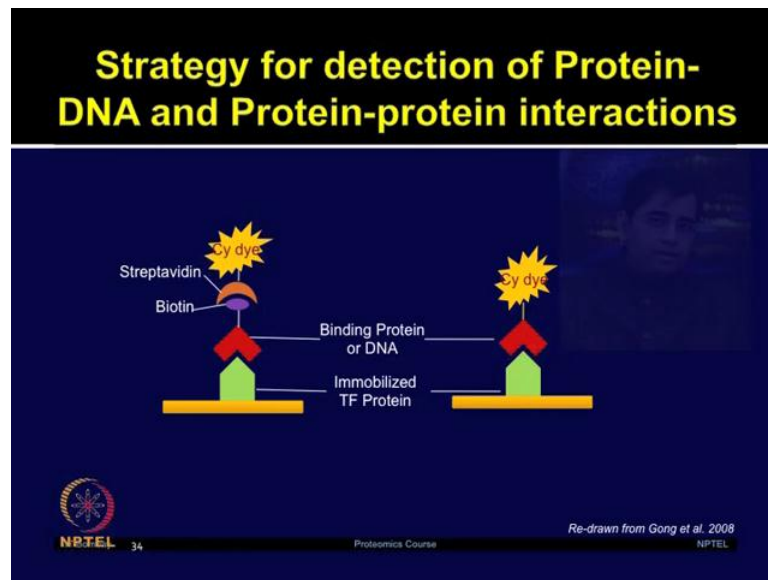 Strategy for detection of Protein-
DNA and Protein-protein interactions
Cy dye
Streptavidin
Biotin
Cy dye
Binding Protein
or DNA
Immobilized
TF Protein
Re-drawn from Gong et al. 2008
NPTEL
34
Proteomics Course
NPTEL